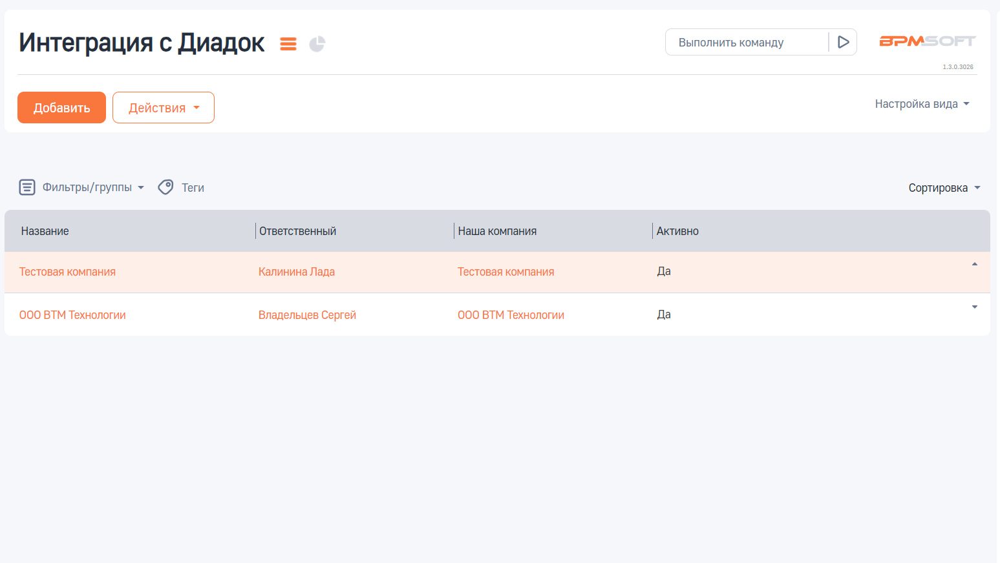 Интеграция с Диадок
Выполнить команду
BPMSOFT
1.3.0.3026
Добавить
Действия
Настройка вида
Фильтры/группы
Теги
Сортировка
Название Ответственный Наша компания Активно
Тестовая компания Калинина Лада Тестовая компания Да
ООО ВТМ Технологии Владельцев Сергей ООО ВТМ Технологии Да